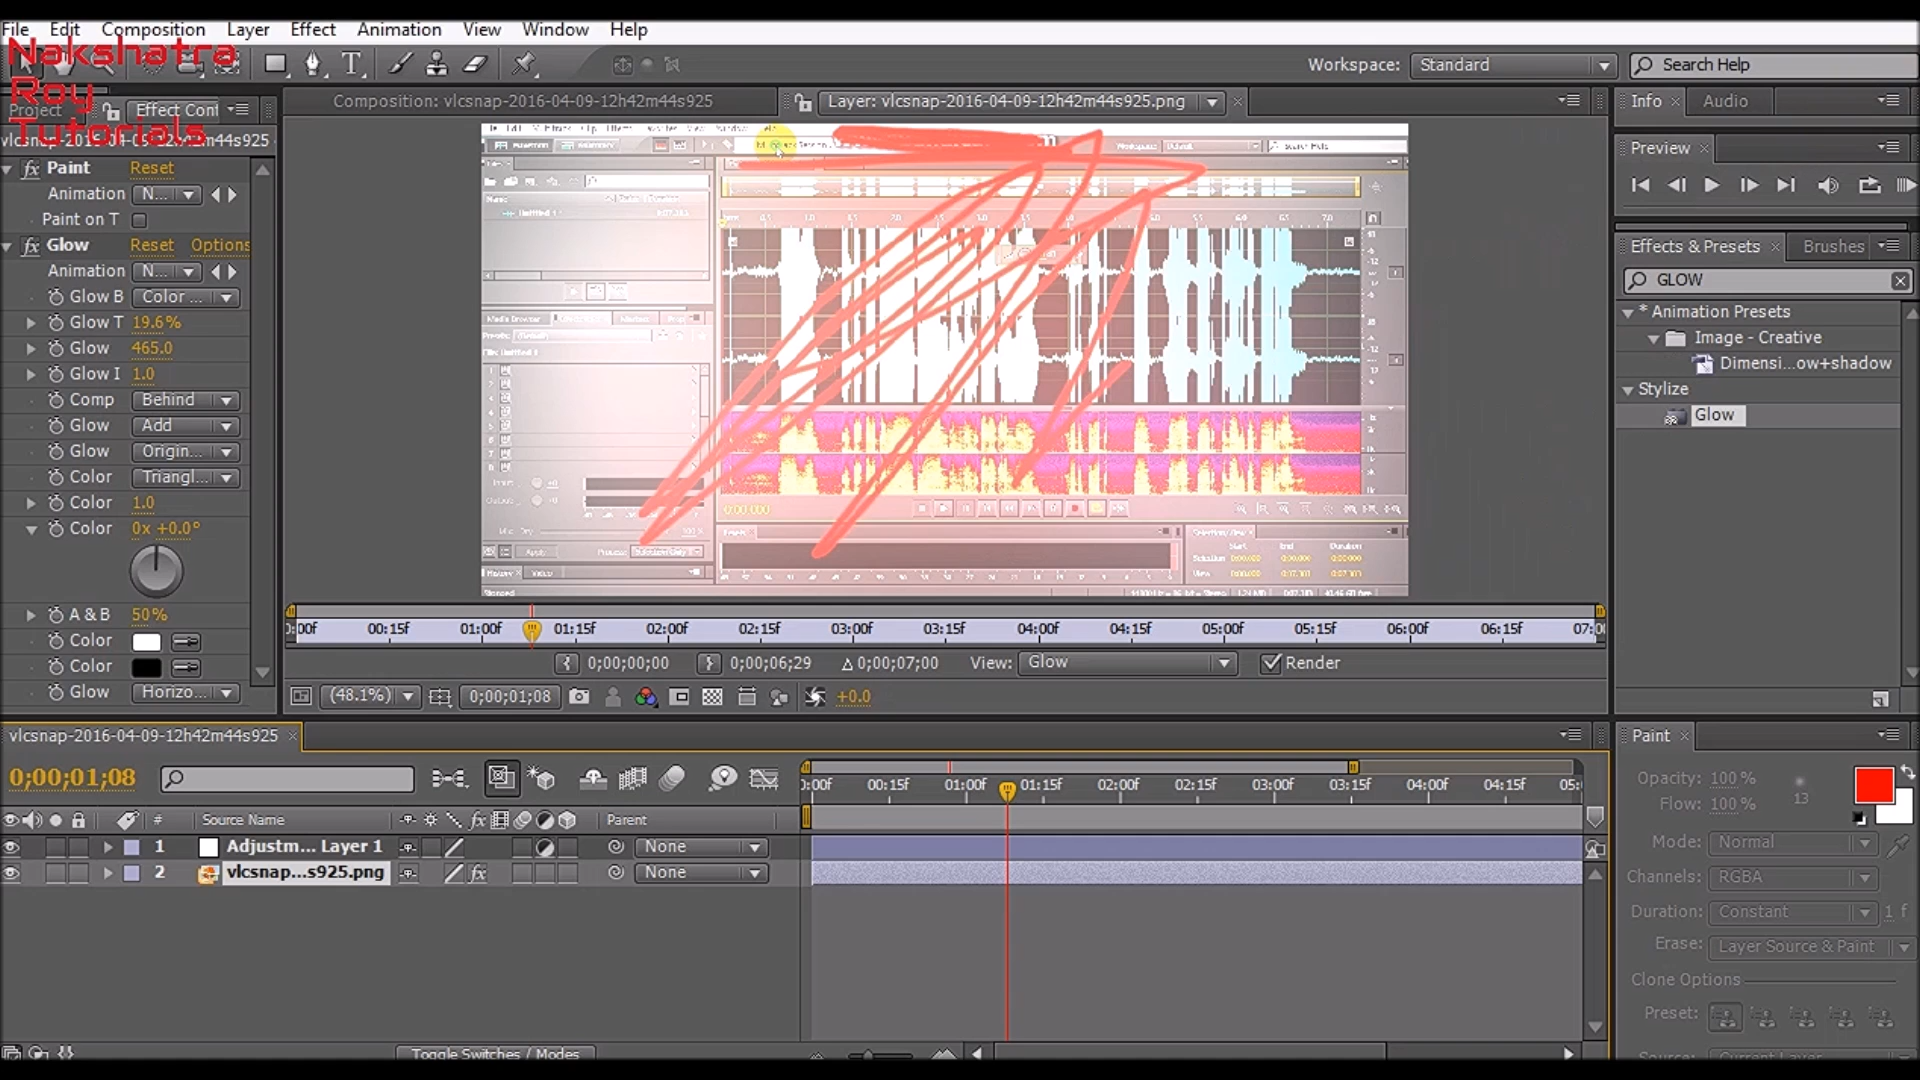 File Edit Composition Layer Effect Animation View Window Help
Nakshatra
Roy
Tutorials
Workspace: Standard
Search Help
Project
Effect Cont
Composition: vlcsnap-2016-04-09-12h42m44s925
Layer: vlcsnap-2016-04-09-12h42m44s925.png
Info
Audio
Paint Reset
Animation N...
Paint on T
Glow Reset Options
Animation N...
Glow B Color ...
Glow T 19.6%
Glow 465.0
Glow I 1.0
Comp Behind
Glow Add
Glow Origin...
Color Triangl...
Color 1.0
Color 0x +0.0°
A & B 50%
Color
Color
Glow Horizo...
Preview
Effects & Presets
Brushes
GLOW
* Animation Presets
Image - Creative
Dimensi...ow+shadow
Stylize
Glow
0:00f 00:15f 01:00f 01:15f 02:00f 02:15f 03:00f 03:15f 04:00f 04:15f 05:00f 05:15f 06:00f 06:15f 07:0
0;00;00;00 0;00;06;29 Δ 0;00;07;00 View: Glow Render
(48.1%) 0;00;01;08 +0.0
vlcsnap-2016-04-09-12h42m44s925
0;00;01;08
:00f 00:15f 01:00f 01:15f 02:00f 02:15f 03:00f 03:15f 04:00f 04:15f 05:
# Source Name Parent
1 Adjustm... Layer 1 None
2 vlcsnap...s925.png None
Toggle Switches / Modes
Paint
Opacity: 100 %
Flow: 100 %
13
Mode: Normal
Channels: RGBA
Duration: Constant 1 f
Erase: Layer Source & Paint
Clone Options
Preset:
Source: Current Layer